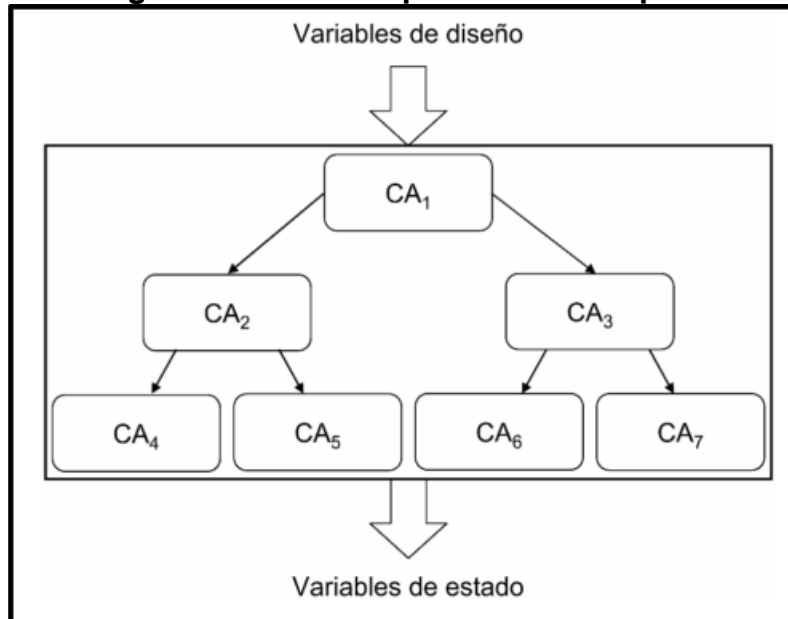 Variables de diseño
CA₁
CA₂ CA₃
CA₄ CA₅ CA₆ CA₇
Variables de estado